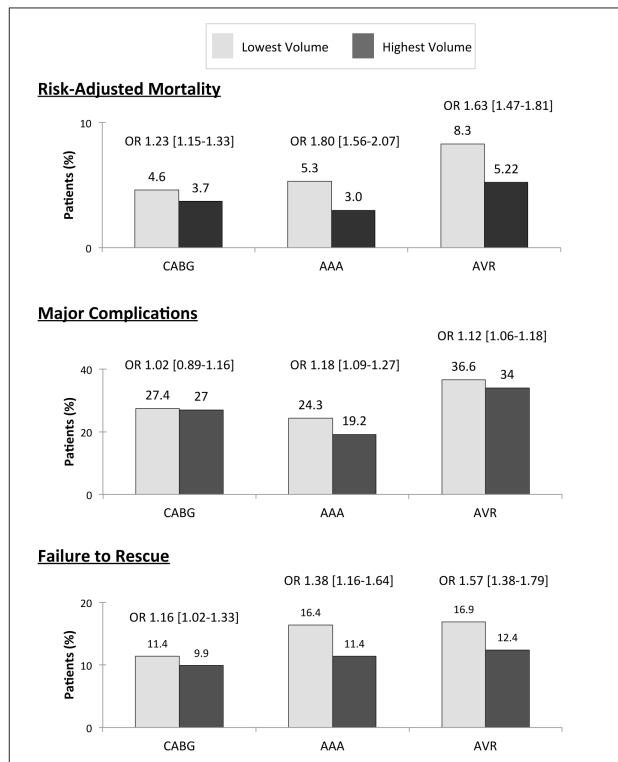 Lowest Volume Highest Volume
Risk-Adjusted Mortality
OR 1.63 [1.47-1.81]
10
OR 1.23 [1.15-1.33] OR 1.80 [1.56-2.07]
8.3
Patients (%)
4.6 3.7 5.3 3.0 5.22
0
CABG AAA AVR
Major Complications
OR 1.12 [1.06-1.18]
40
OR 1.02 [0.89-1.16] OR 1.18 [1.09-1.27]
36.6 34
Patients (%)
27.4 27 24.3 19.2
20
0
CABG AAA AVR
Failure to Rescue
OR 1.38 [1.16-1.64] OR 1.57 [1.38-1.79]
20
OR 1.16 [1.02-1.33]
16.4 16.9
Patients (%)
11.4 9.9 11.4 12.4
10
0
CABG AAA AVR